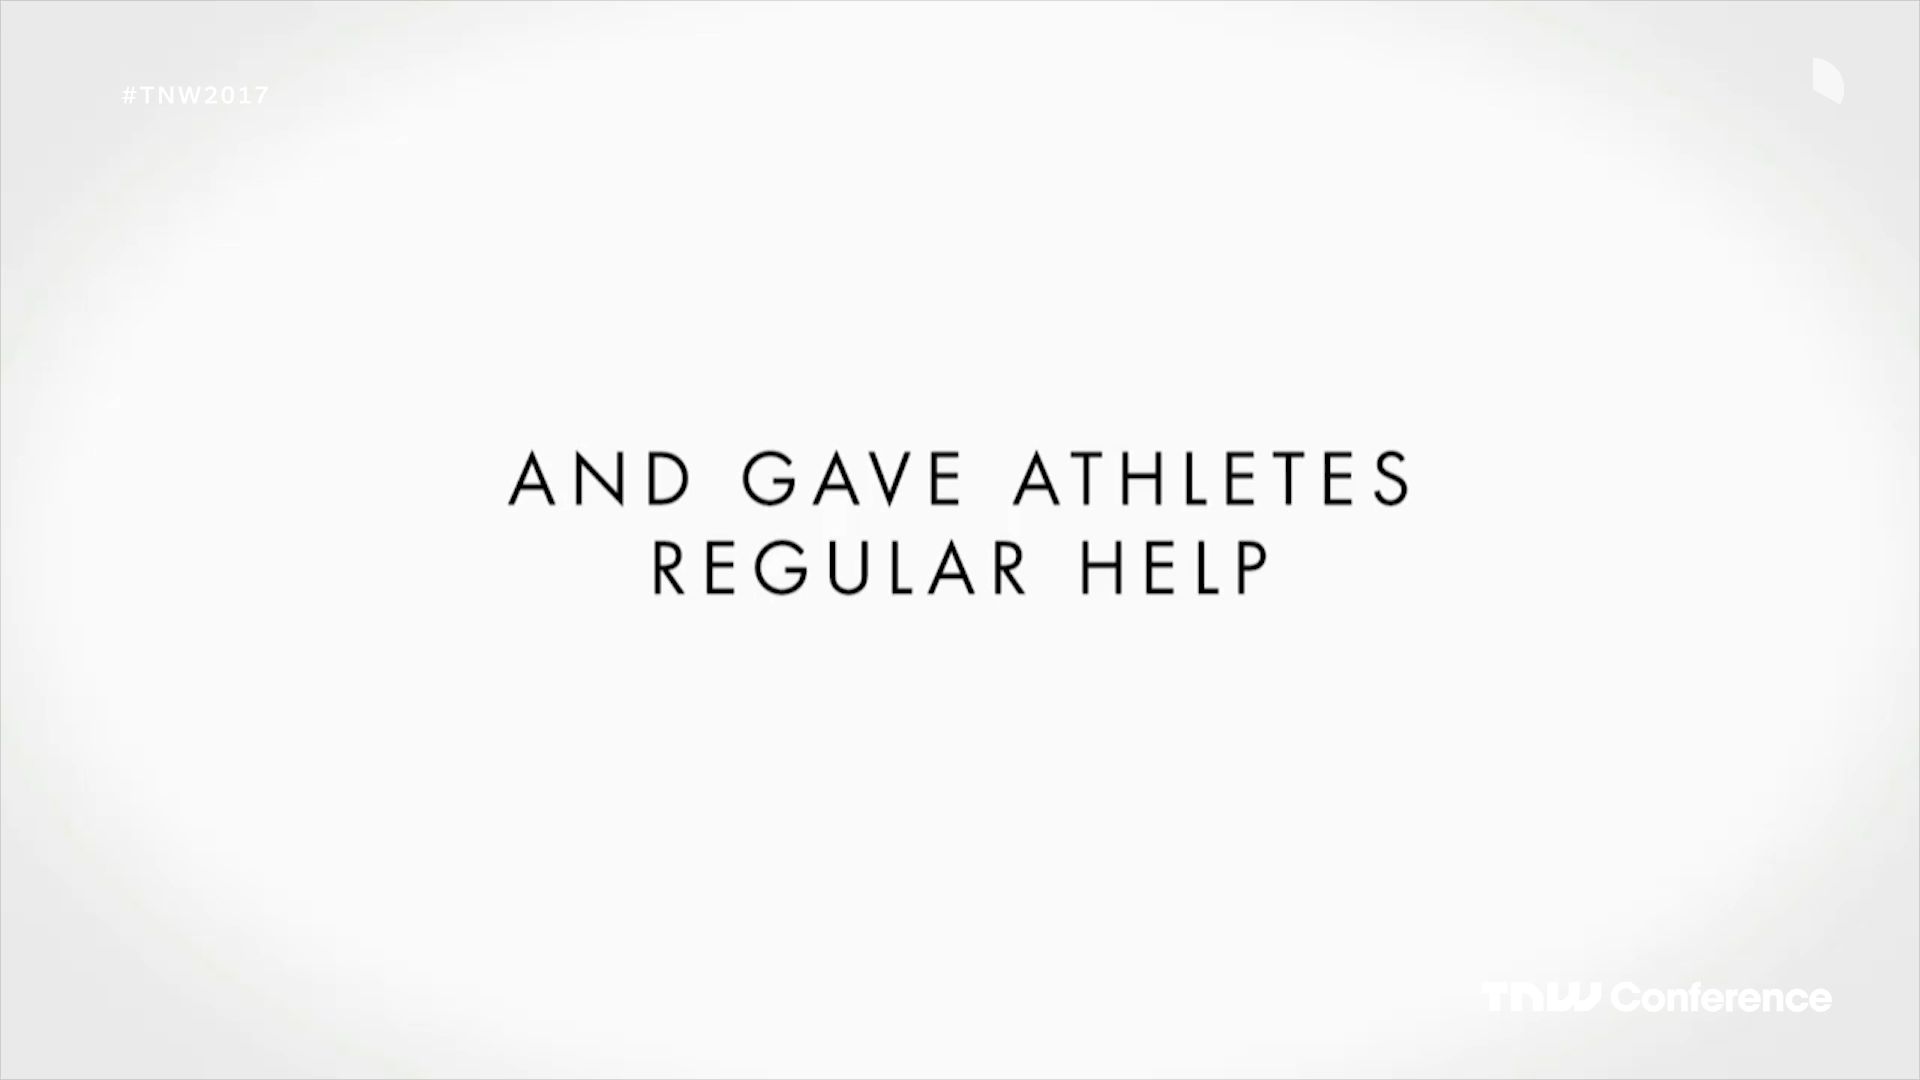 #TNW2017
AND GAVE ATHLETES
REGULAR HELP
TNW Conference